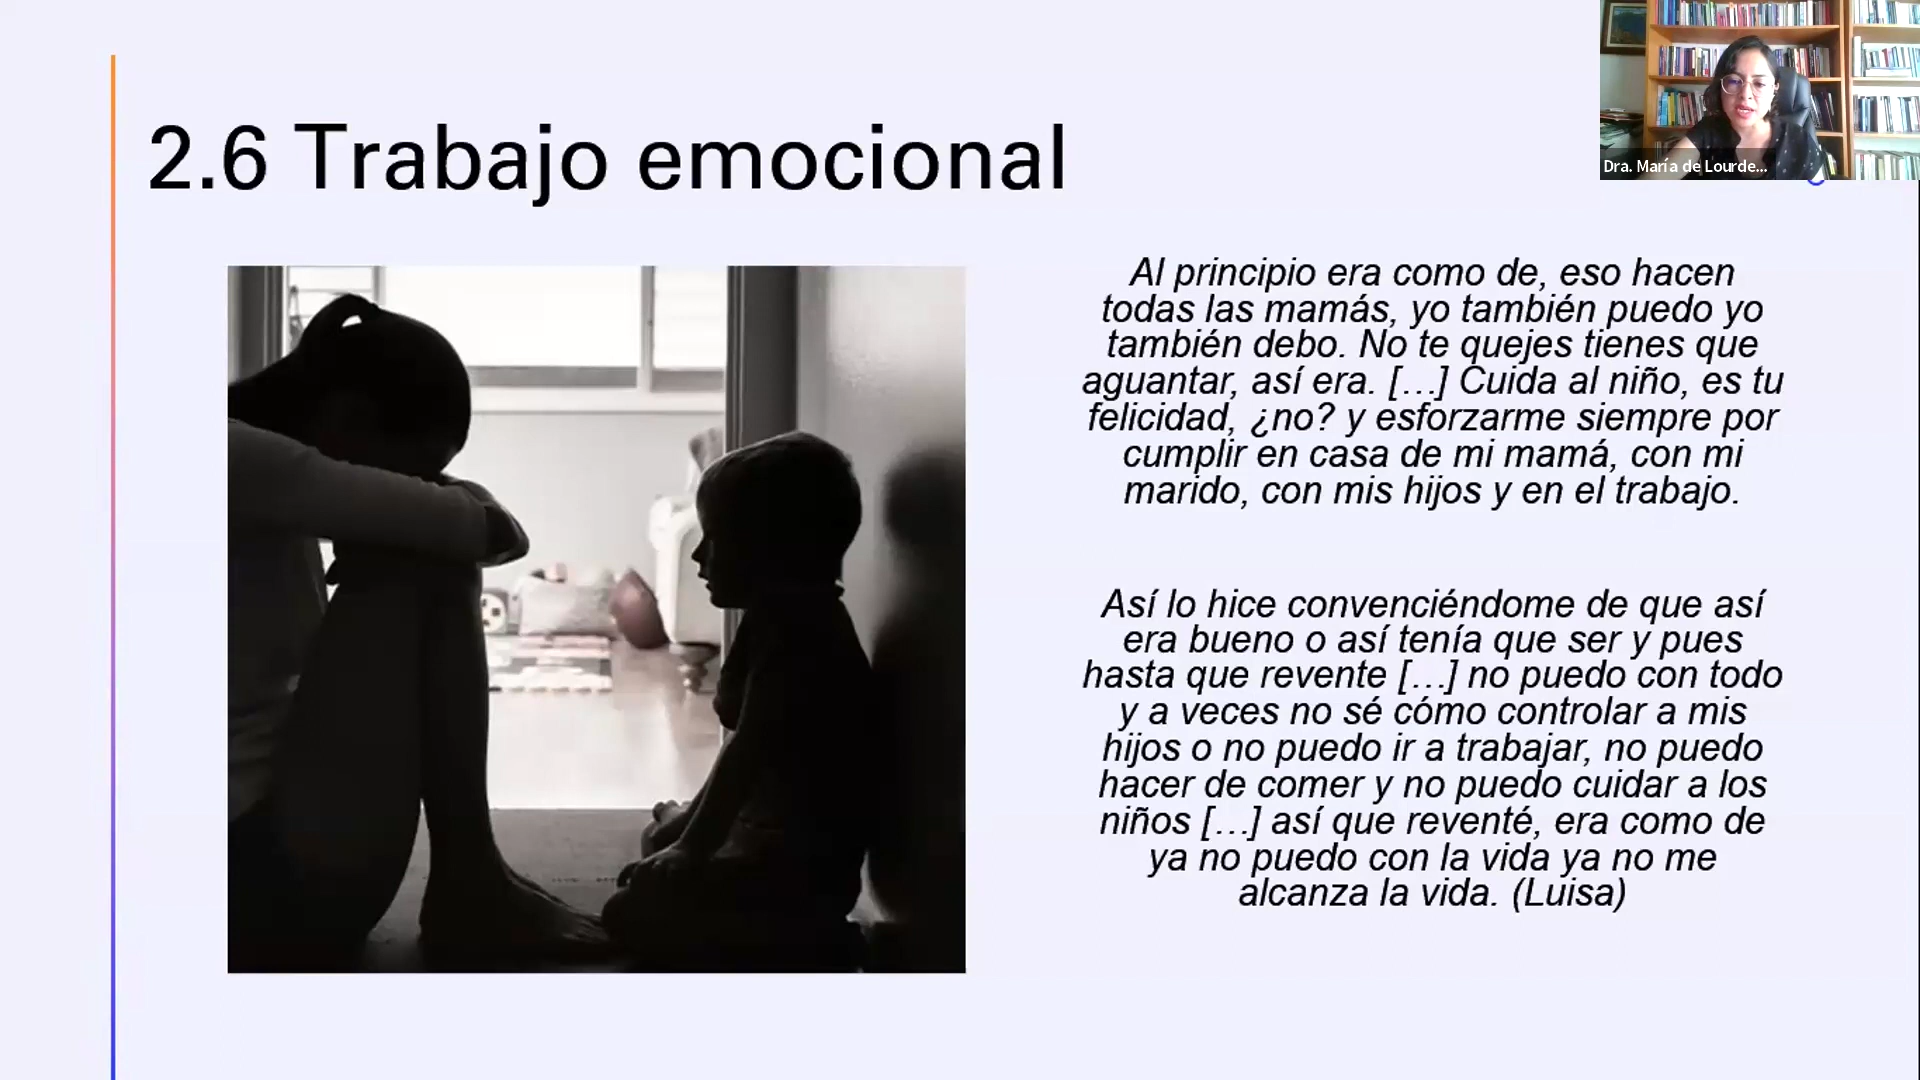 Dra. María de Lourde...
2.6 Trabajo emocional
Al principio era como de, eso hacen
todas las mamás, yo también puedo yo
también debo. No te quejes tienes que
aguantar, así era. […] Cuida al niño, es tu
felicidad, ¿no? y esforzarme siempre por
cumplir en casa de mi mamá, con mi
marido, con mis hijos y en el trabajo.
Así lo hice convenciéndome de que así
era bueno o así tenía que ser y pues
hasta que revente […] no puedo con todo
y a veces no sé cómo controlar a mis
hijos o no puedo ir a trabajar, no puedo
hacer de comer y no puedo cuidar a los
niños […] así que reventé, era como de
ya no puedo con la vida ya no me
alcanza la vida. (Luisa)